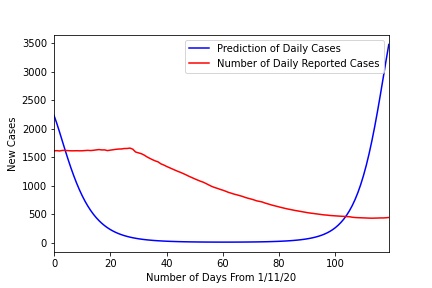 Prediction of Daily Cases
Number of Daily Reported Cases
New Cases
3500
3000
2500
2000
1500
1000
500
0
0 20 40 60 80 100
Number of Days From 1/11/20